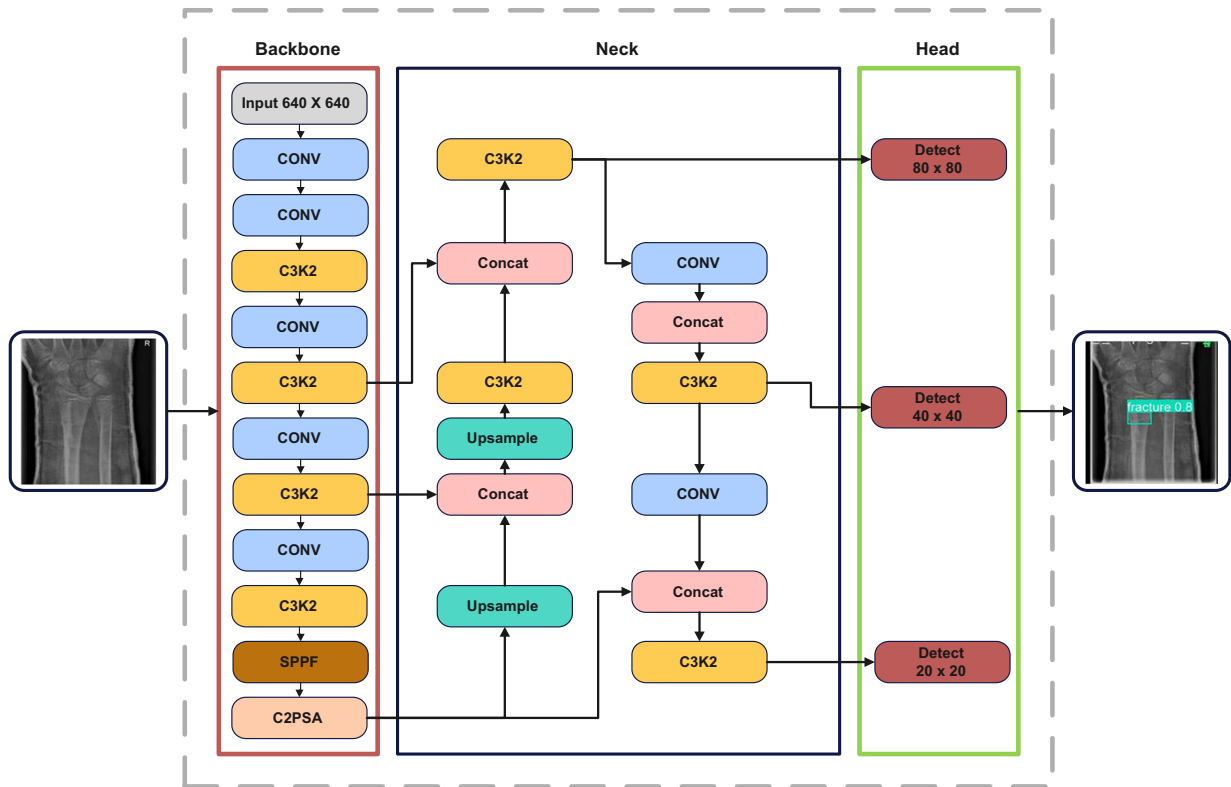 Backbone
Neck
Head
Input 640 X 640
CONV
CONV
C3K2
CONV
C3K2
CONV
C3K2
CONV
C3K2
SPPF
C2PSA
C3K2
Concat
C3K2
Upsample
Concat
Upsample
CONV
Concat
C3K2
CONV
Concat
C3K2
Detect
80 x 80
Detect
40 x 40
Detect
20 x 20
R
fracture 0.8